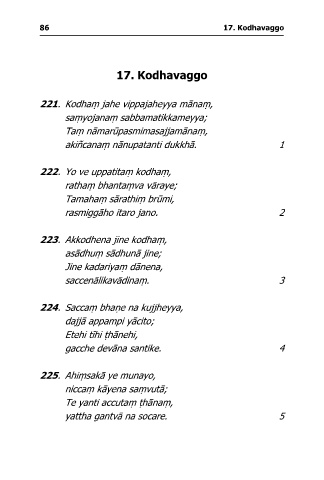 86 17. Kodhavaggo
17. Kodhavaggo
221. Kodhaṃ jahe vippajaheyya mānaṃ,
saṃyojanaṃ sabbamatikkameyya;
Taṃ nāmarūpasmimasajjamānaṃ,
akiñcanaṃ nānupatanti dukkhā. 1
222. Yo ve uppatitaṃ kodhaṃ,
rathaṃ bhantaṃva vāraye;
Tamahaṃ sārathiṃ brūmi,
rasmiggāho itaro jano. 2
223. Akkodhena jine kodhaṃ,
asādhuṃ sādhunā jine;
Jine kadariyaṃ dānena,
saccenālikavādinaṃ. 3
224. Saccaṃ bhaṇe na kujjheyya,
dajjā appampi yācito;
Etehi tīhi ṭhānehi,
gacche devāna santike. 4
225. Ahiṃsakā ye munayo,
niccaṃ kāyena saṃvutā;
Te yanti accutaṃ ṭhānaṃ,
yattha gantvā na socare. 5